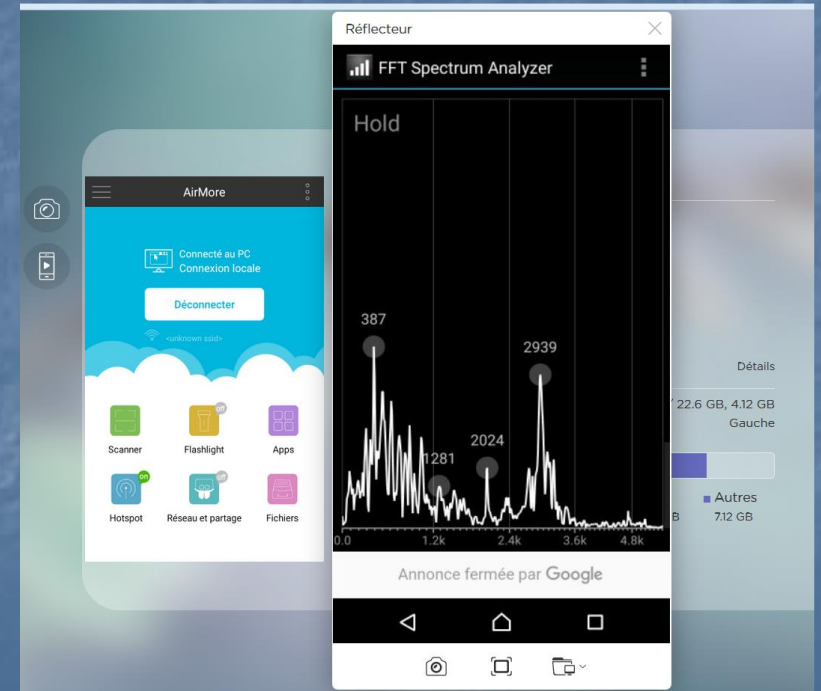 Réflecteur
FFT Spectrum Analyzer
Hold
387
2939
2024
1281
0.0 1.2k 2.4k 3.6k 4.8k
Annonce fermée par Google
AirMore
Connecté au PC
Connexion locale
Déconnecter
<unknown ssid>
off
Scanner Flashlight Apps
on off
Hotspot Réseau et partage Fichiers
Détails
22.6 GB, 4.12 GB
Gauche
Autres
B 7.12 GB